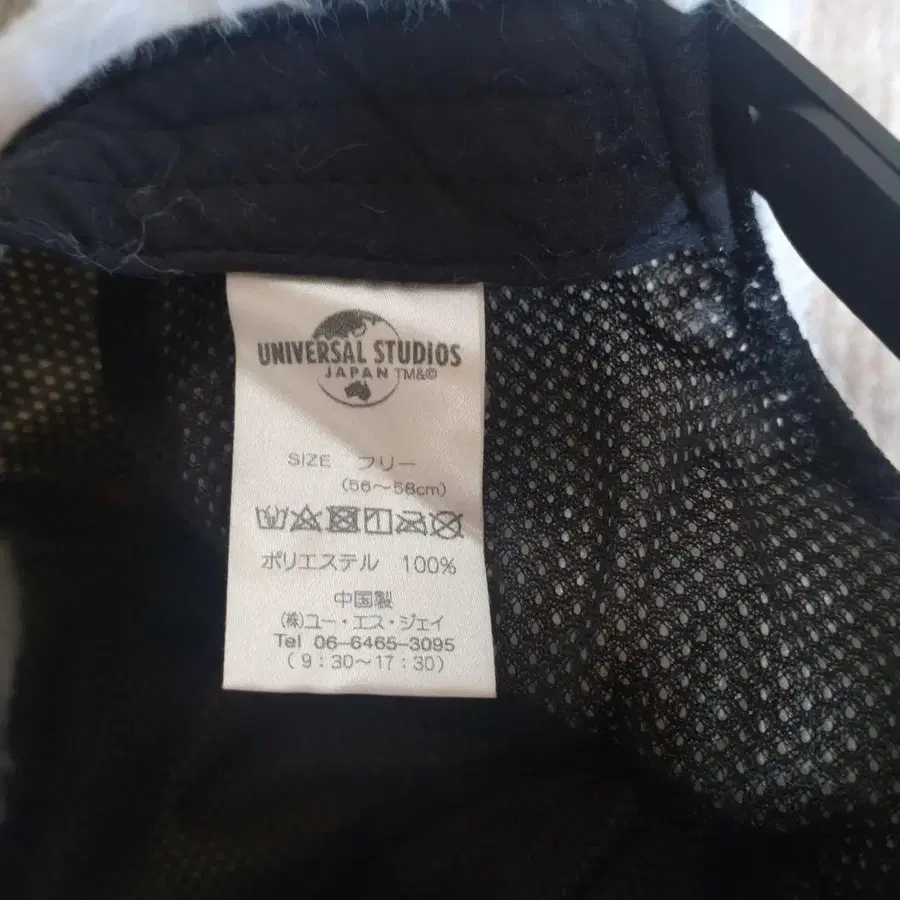 UNIVERSAL STUDIOS
JAPAN TM&©
SIZE フリー
(56〜58cm)
ポリエステル 100%
中国製
㈱ユー・エス・ジェイ
Tel 06-6465-3095
(9:30〜17:30)